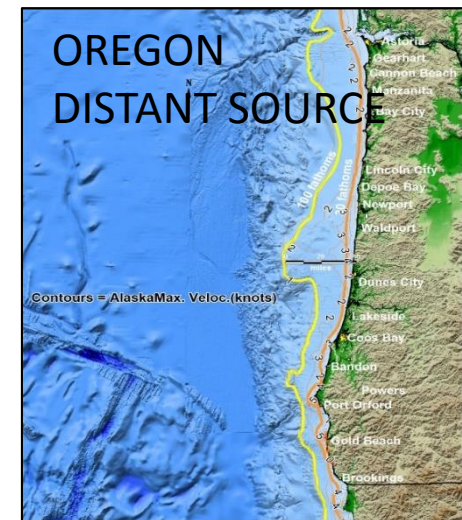 OREGON
DISTANT SOURCE
N
Astoria
Gearhart
Cannon Beach
Manzanita
Bay City
100 fathoms
Lincoln City
Depoe Bay
Newport
Waldport
miles
Dunes City
Contours = AlaskaMax. Veloc.(knots)
Lakeside
Coos Bay
Bandon
Powers
Port Orford
Gold Beach
Brookings